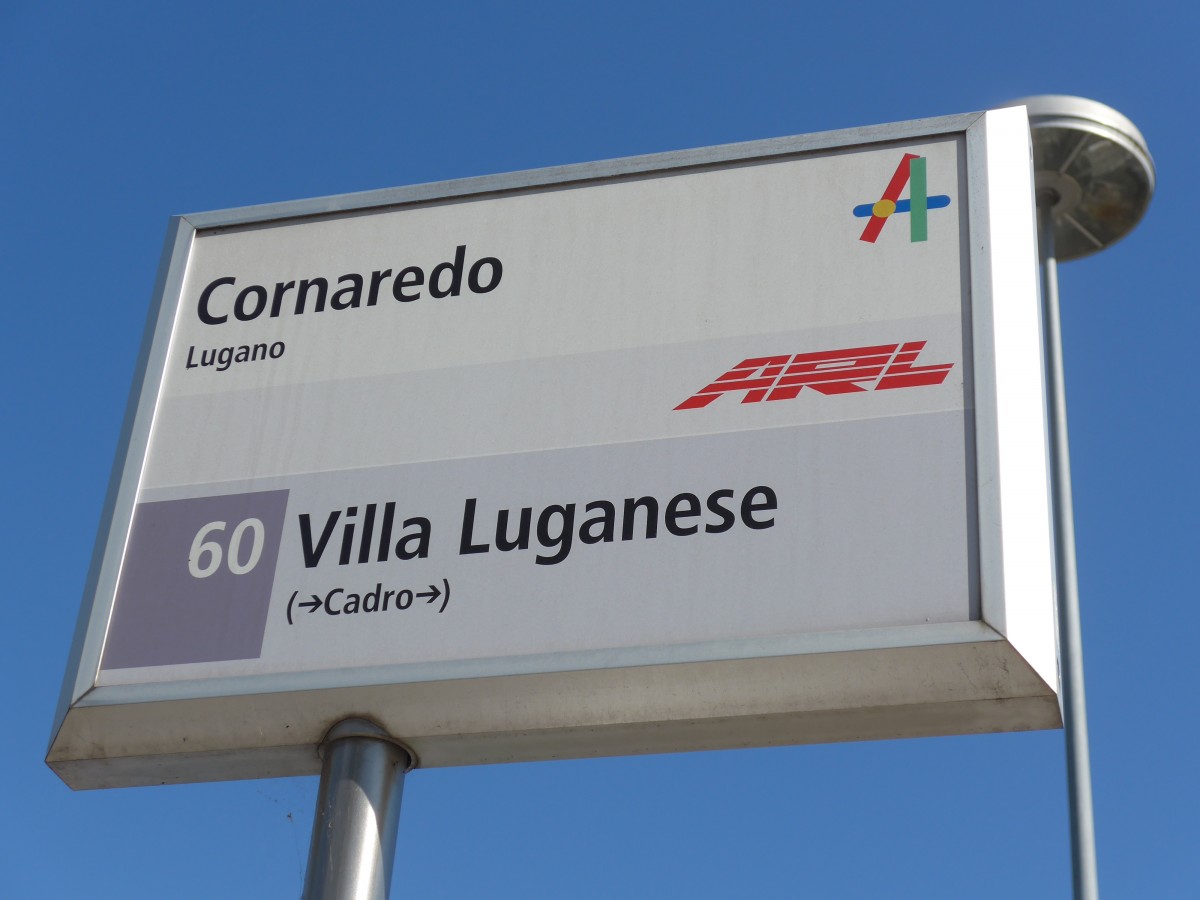 Cornaredo
Lugano
ARL
60 Villa Luganese
(➔Cadro➔)